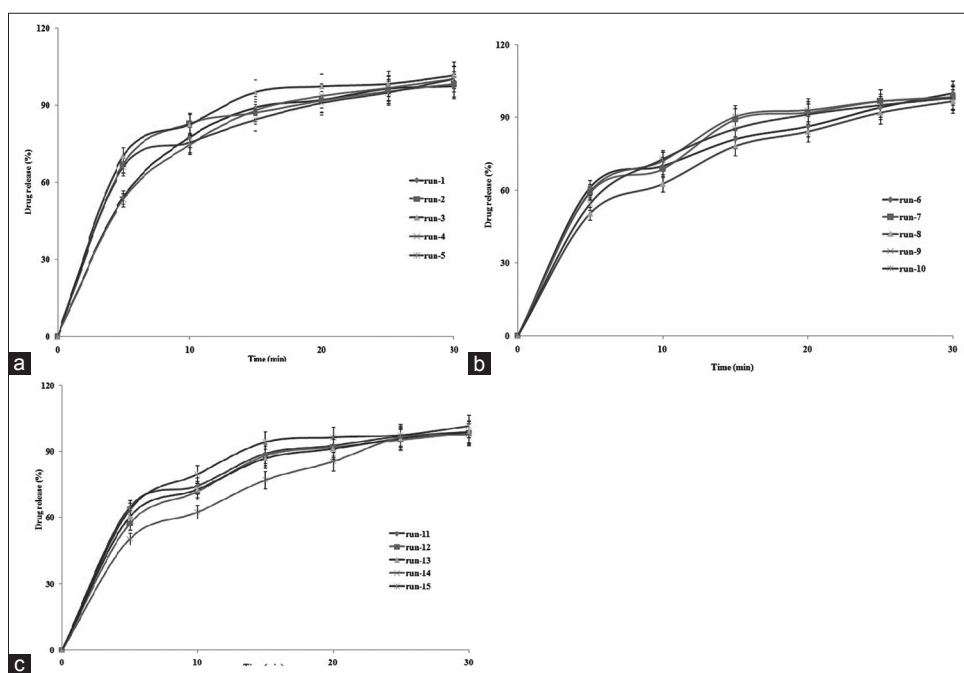 120
90
60
30
0
Drug release (%)
run-1
run-2
run-3
run-4
run-5
0 10 20 30
Time (min)
a
120
90
60
30
0
Drug release (%)
run-6
run-7
run-8
run-9
run-10
0 10 20 30
Time (min)
b
120
90
60
30
0
Drug release (%)
run-11
run-12
run-13
run-14
run-15
0 10 20 30
Time (min)
c